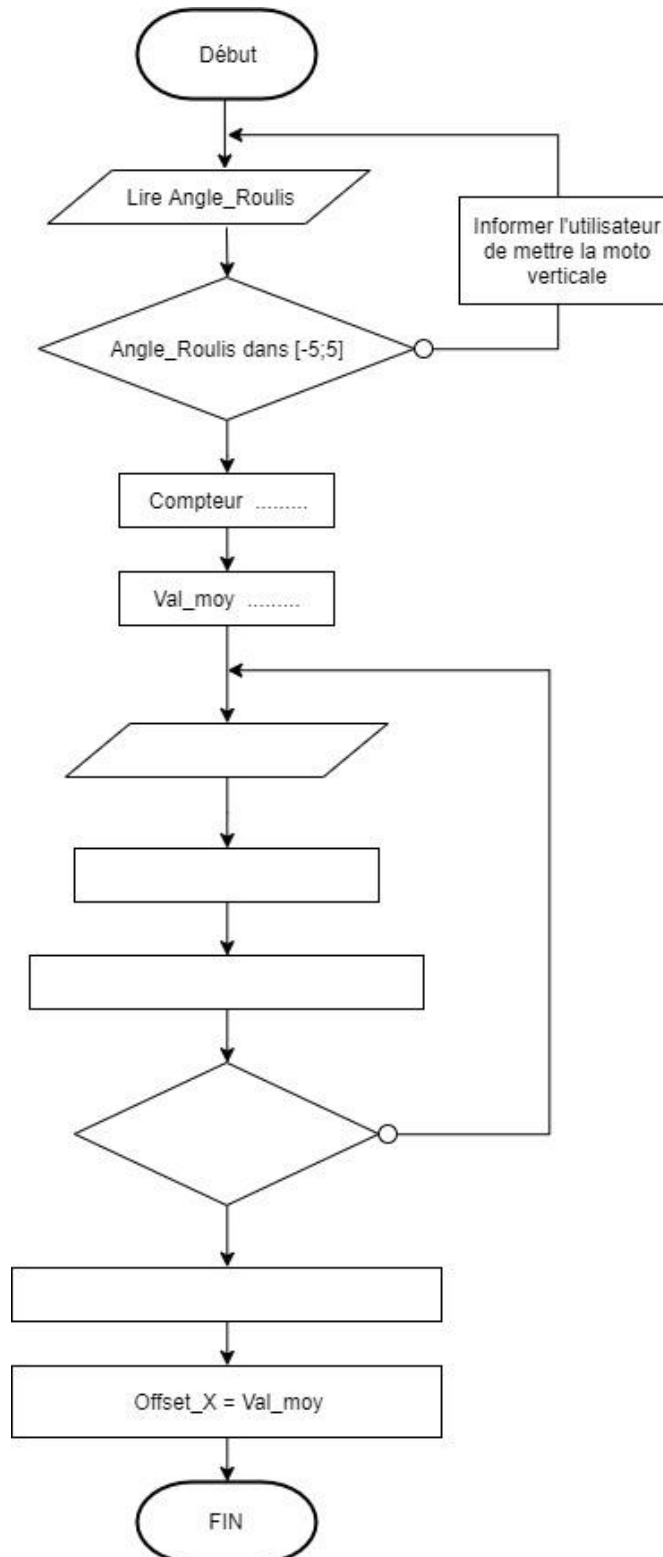 Début
Lire Angle_Roulis
Informer l'utilisateur
de mettre la moto
verticale
Angle_Roulis dans [-5;5]
Compteur .........
Val_moy .........
Offset_X = Val_moy
FIN